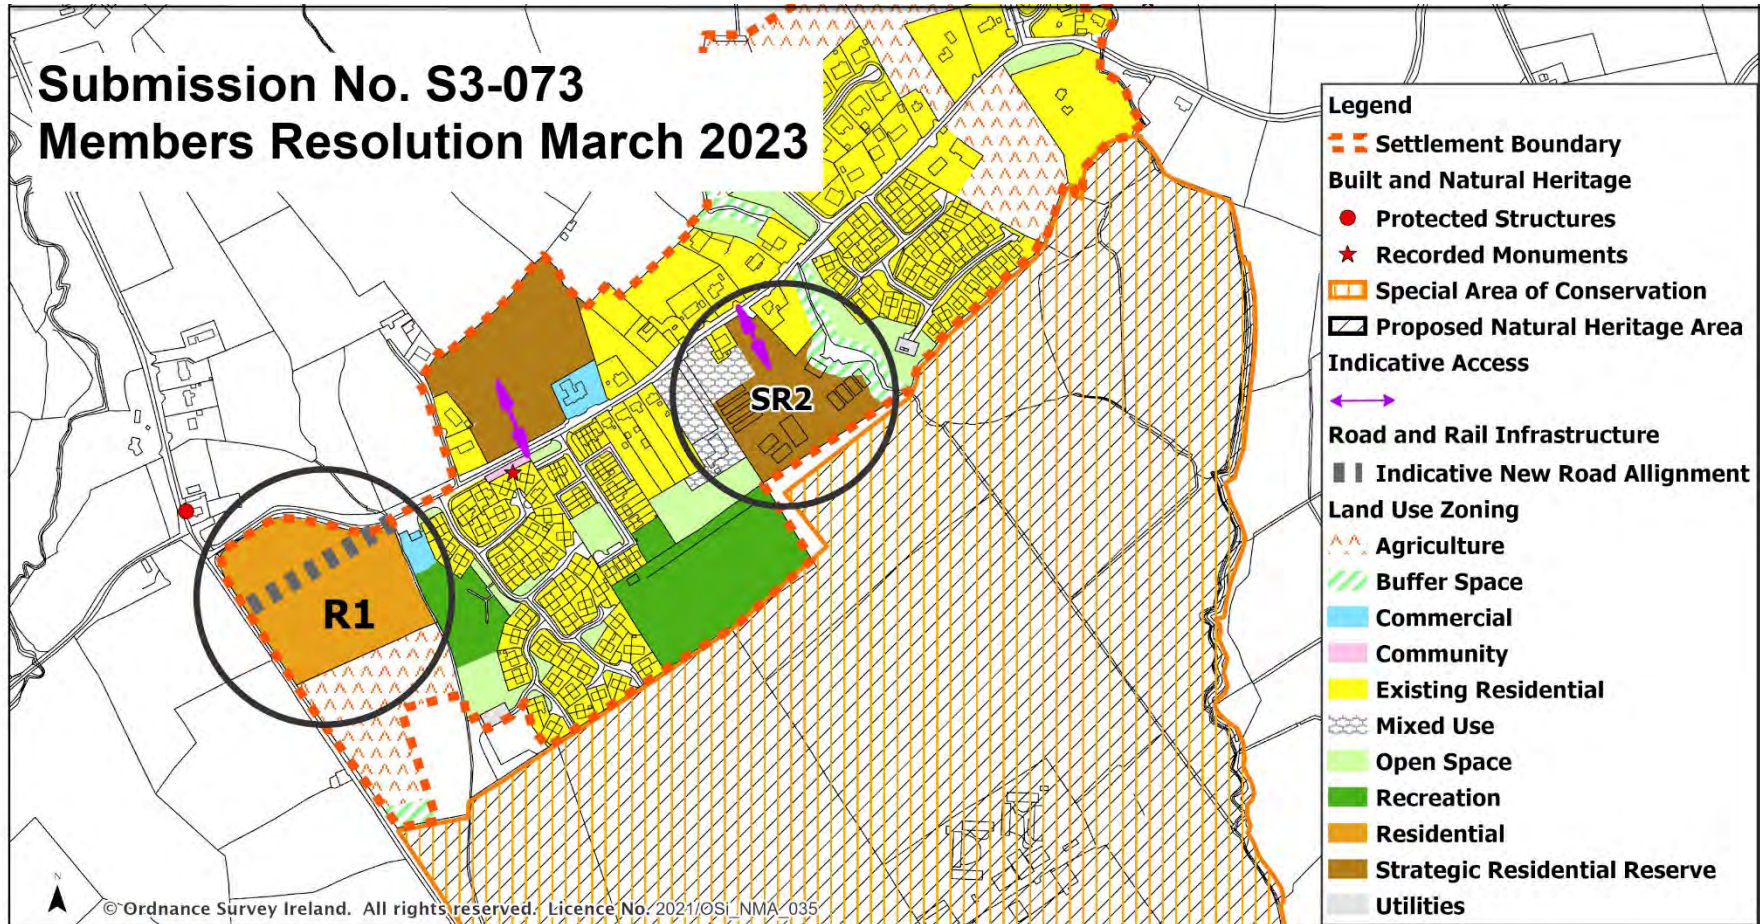 Submission No. S3-073
Members Resolution March 2023
SR2
R1
Legend
Settlement Boundary
Built and Natural Heritage
Protected Structures
Recorded Monuments
Special Area of Conservation
Proposed Natural Heritage Area
Indicative Access
Road and Rail Infrastructure
Indicative New Road Allignment
Land Use Zoning
Agriculture
Buffer Space
Commercial
Community
Existing Residential
Mixed Use
Open Space
Recreation
Residential
Strategic Residential Reserve
Utilities
N
© Ordnance Survey Ireland. All rights reserved. Licence No. 2021/OSi_NMA_035